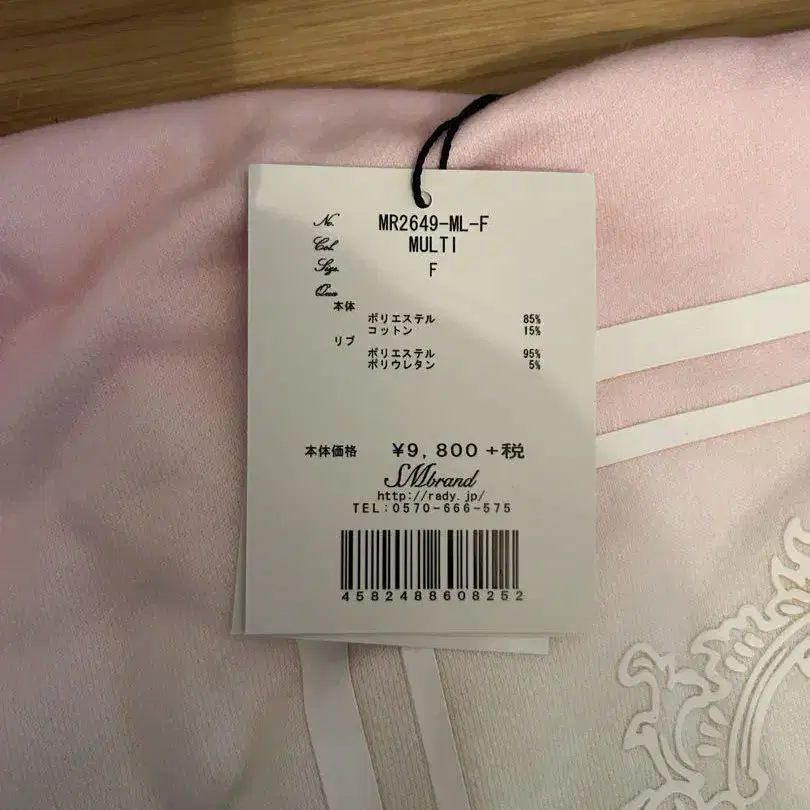 No. MR2649-ML-F
Col. MULTI
Size. F
Qua
本体
ポリエステル 85%
コットン 15%
リブ
ポリエステル 95%
ポリウレタン 5%
本体価格 ¥9,800+税
SMbrand
http://rady.jp/
TEL:0570-666-575
4582488608252